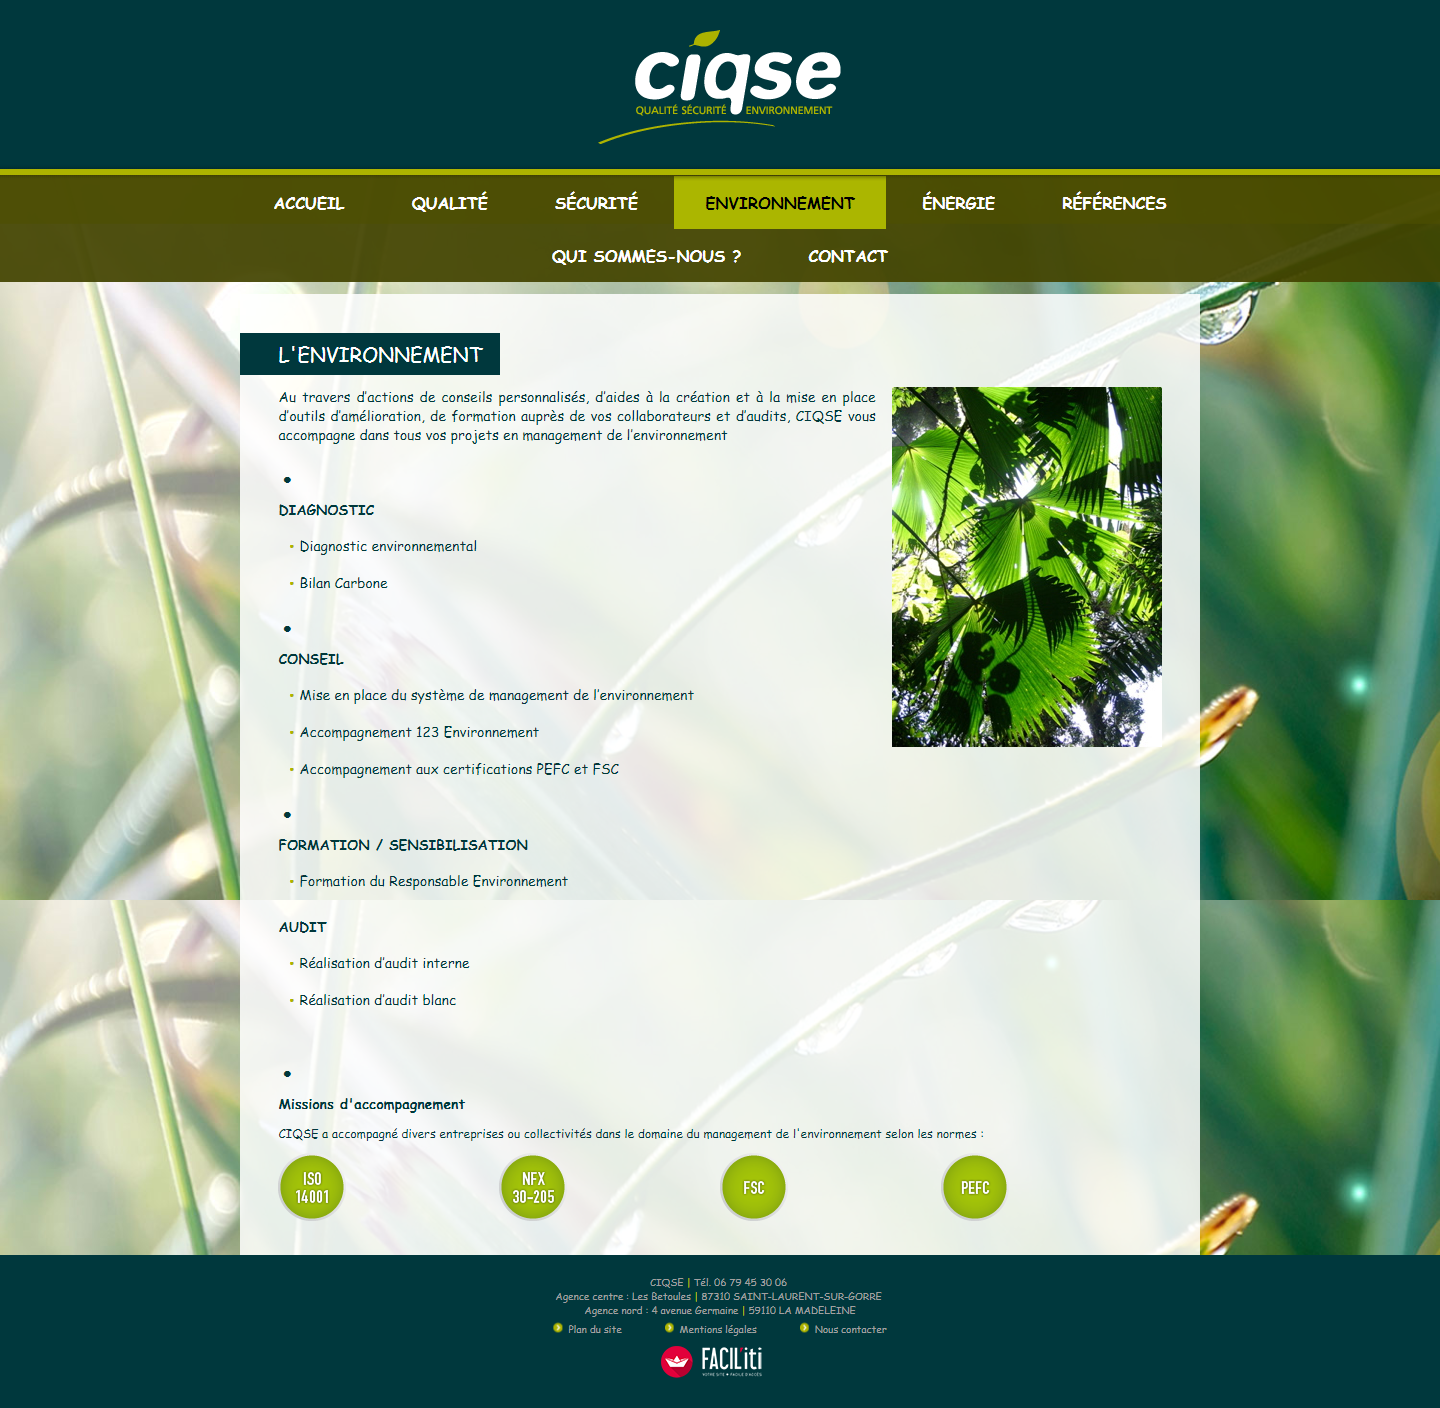 ciqse
QUALITÉ SÉCURITÉ ENVIRONNEMENT
ACCUEIL QUALITÉ SÉCURITÉ ENVIRONNEMENT ÉNERGIE RÉFÉRENCES
QUI SOMMES-NOUS ? CONTACT
L'ENVIRONNEMENT
Au travers d’actions de conseils personnalisés, d’aides à la création et à la mise en place
d’outils d’amélioration, de formation auprès de vos collaborateurs et d’audits, CIQSE vous
accompagne dans tous vos projets en management de l’environnement
DIAGNOSTIC
Diagnostic environnemental
Bilan Carbone
CONSEIL
Mise en place du système de management de l’environnement
Accompagnement 123 Environnement
Accompagnement aux certifications PEFC et FSC
FORMATION / SENSIBILISATION
Formation du Responsable Environnement
AUDIT
Réalisation d’audit interne
Réalisation d’audit blanc
Missions d'accompagnement
CIQSE a accompagné divers entreprises ou collectivités dans le domaine du management de l'environnement selon les normes :
ISO
14001
NFX
30-205
FSC
PEFC
CIQSE | Tél. 06 79 45 30 06
Agence centre : Les Betoules | 87310 SAINT-LAURENT-SUR-GORRE
Agence nord : 4 avenue Germaine | 59110 LA MADELEINE
Plan du site Mentions légales Nous contacter
FACIL'iti
VOTRE SITE + FACILE D'ACCÈS